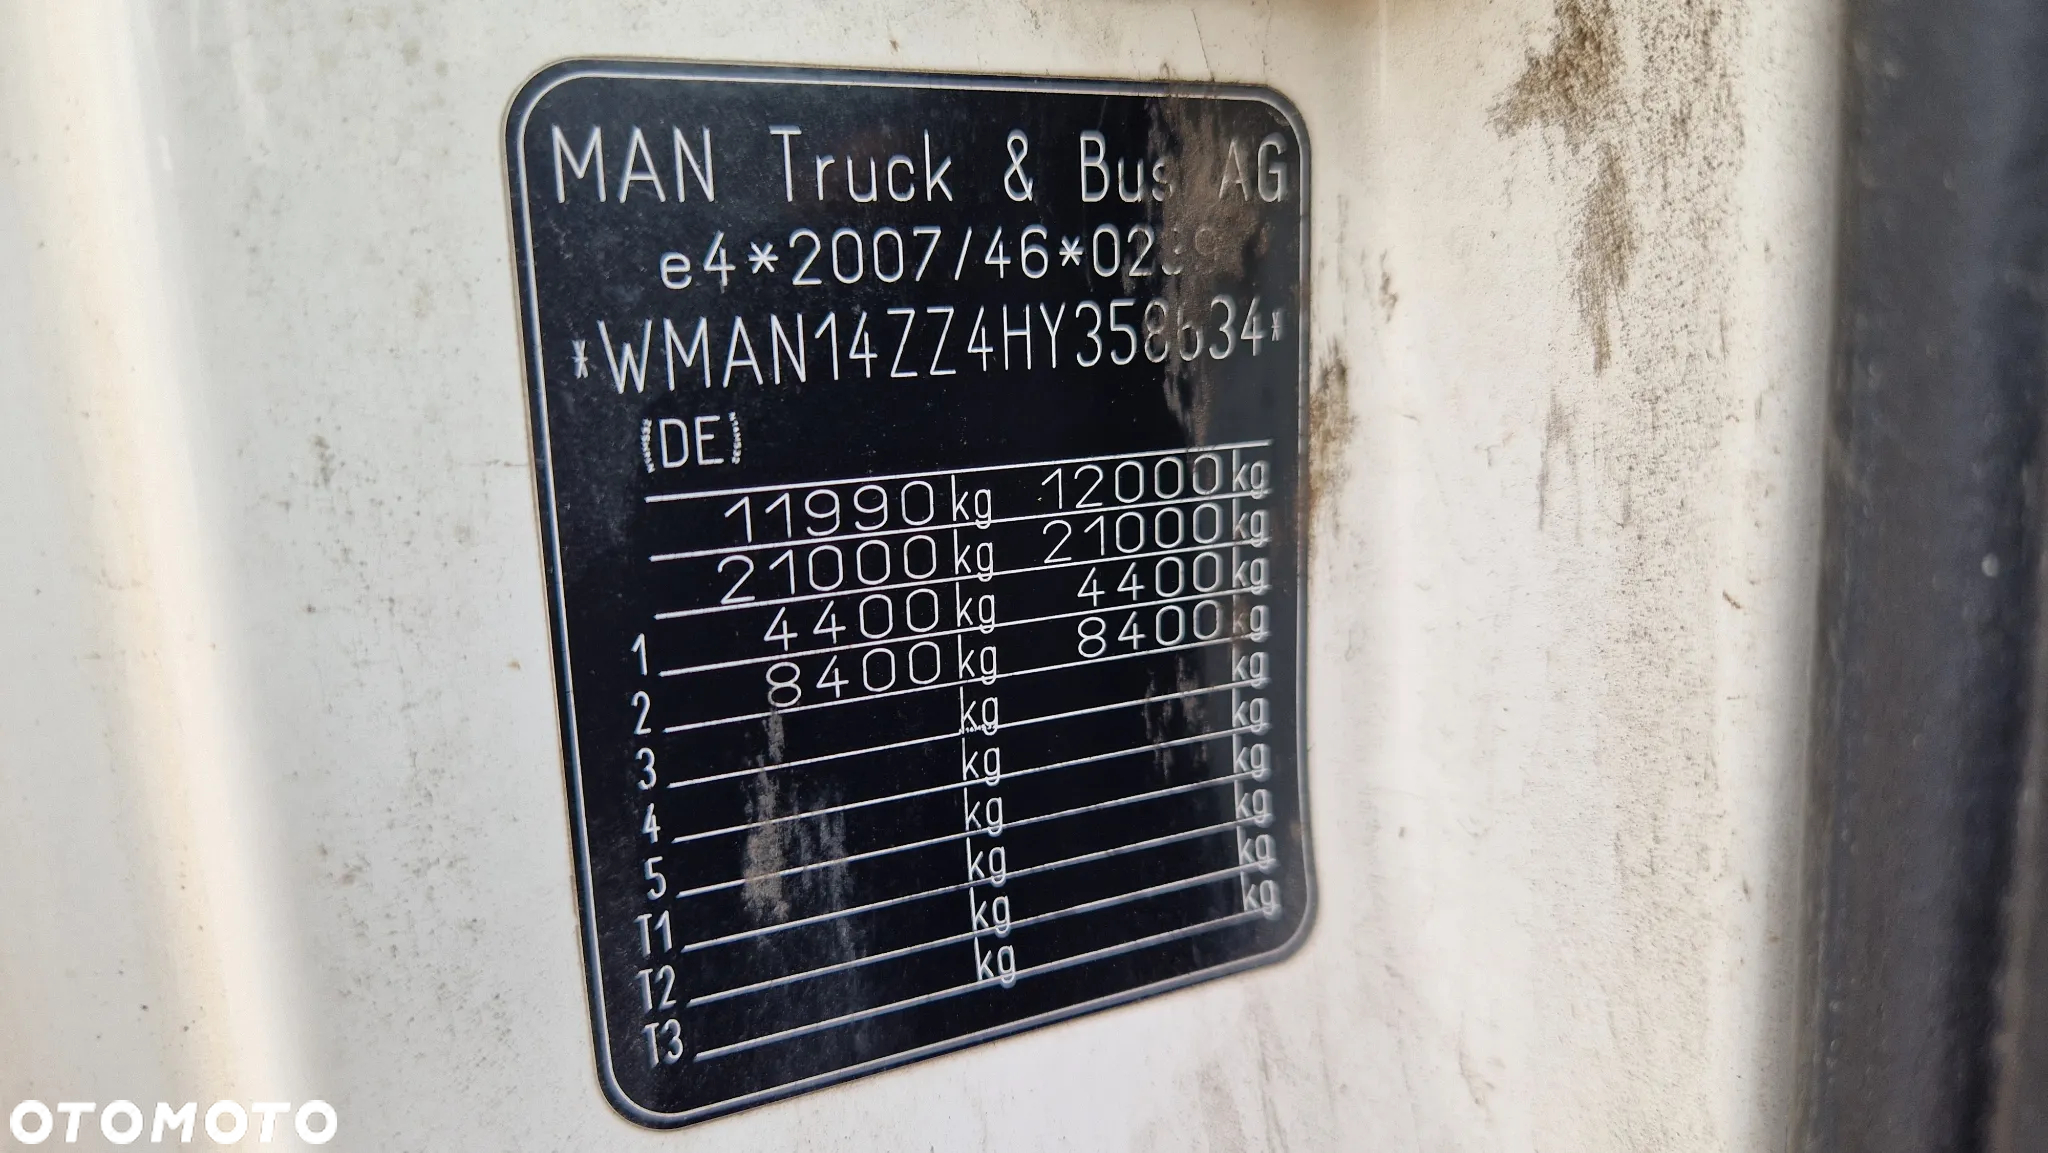 MAN Truck & Bus AG
e4*2007/46*02
*WMAN14ZZ4HY358634*
DE
11990 kg 12000 kg
21000 kg 21000 kg
1 4400 kg 4400 kg
2 8400 kg 8400 kg
3 kg kg
4 kg kg
5 kg kg
T1 kg kg
T2 kg kg
T3 kg kg
OTOMOTO